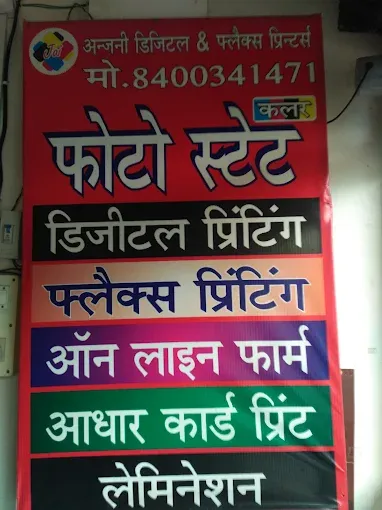 अन्जनी डिजिटल & फ्लैक्स प्रिन्टर्स
मो.8400341471
कलर
फोटो स्टेट
डिजीटल प्रिंटिंग
फ्लैक्स प्रिंटिंग
ऑन लाइन फार्म
आधार कार्ड प्रिंट
लेमिनेशन